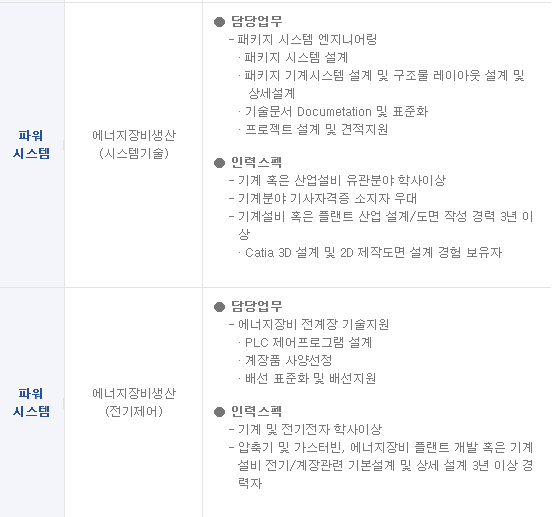 파워
시스템
에너지장비생산
(시스템기술)
● 담당업무
- 패키지 시스템 엔지니어링
· 패키지 시스템 설계
· 패키지 기계시스템 설계 및 구조물 레이아웃 설계 및
상세설계
· 기술문서 Documetation 및 표준화
· 프로젝트 설계 및 견적지원
● 인력스펙
- 기계 혹은 산업설비 유관분야 학사이상
- 기계분야 기사자격증 소지자 우대
- 기계설비 혹은 플랜트 산업 설계/도면 작성 경력 3년 이
상
· Catia 3D 설계 및 2D 제작도면 설계 경험 보유자
파워
시스템
에너지장비생산
(전기제어)
● 담당업무
- 에너지장비 전계장 기술지원
· PLC 제어프로그램 설계
· 계장품 사양선정
· 배선 표준화 및 배선지원
● 인력스펙
- 기계 및 전기전자 학사이상
- 압축기 및 가스터빈, 에너지장비 플랜트 개발 혹은 기계
설비 전기/계장관련 기본설계 및 상세 설계 3년 이상 경
력자